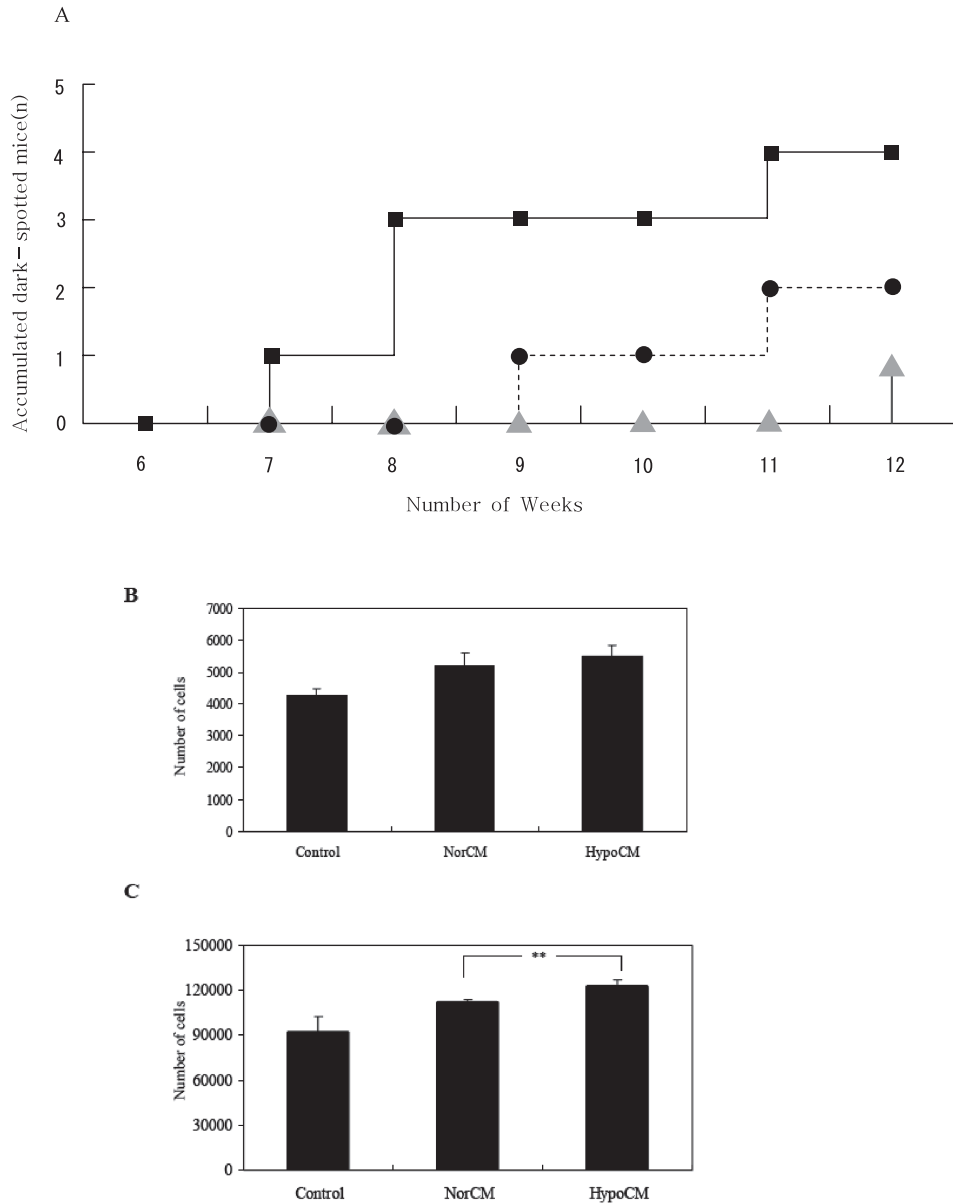 A
Accumulated dark-spotted mice(n)
5
4
3
2
1
0
6 7 8 9 10 11 12
Number of Weeks
B
Number of cells
7000
6000
5000
4000
3000
2000
1000
0
Control NorCM HypoCM
C
Number of cells
150000
120000
90000
60000
30000
0
**
Control NorCM HypoCM